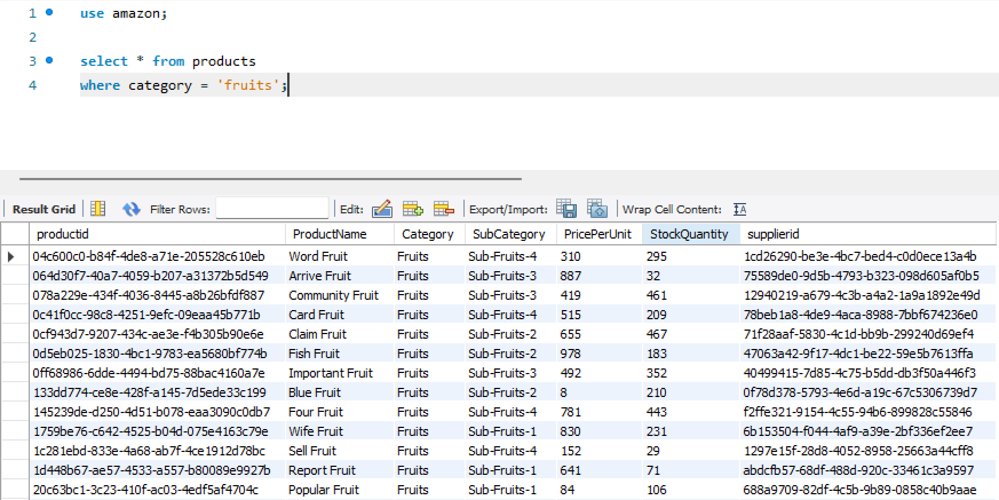 1 use amazon;
2
3 select * from products
4 where category = 'fruits';
Result Grid Filter Rows: Edit: Export/Import: Wrap Cell Content:
productid ProductName Category SubCategory PricePerUnit StockQuantity supplierid
04c600c0-b84f-4de8-a71e-205528c610eb Word Fruit Fruits Sub-Fruits-4 310 295 1cd26290-be3e-4bc7-bed4-c0d0ece13a4b
064d30f7-40a7-4059-b207-a31372b5d549 Arrive Fruit Fruits Sub-Fruits-3 887 32 75589de0-9d5b-4793-b323-098d605af0b5
078a229e-434f-4036-8445-a8b26bfdf887 Community Fruit Fruits Sub-Fruits-3 419 461 12940219-a679-4c3b-a4a2-1a9a1892e49d
0c41f0cc-98c8-4251-9efc-09eaa45b771b Card Fruit Fruits Sub-Fruits-4 515 209 78beb1a8-4de9-4aca-8988-7bbf674236e0
0cf943d7-9207-434c-ae3e-f4b305b90e6e Claim Fruit Fruits Sub-Fruits-2 655 467 71f28aaf-5830-4c1d-bb9b-299240d69ef4
0d5eb025-1830-4bc1-9783-ea5680bf774b Fish Fruit Fruits Sub-Fruits-2 978 183 47063a42-9f17-4dc1-be22-59e5b7613ffa
0ff68986-6dde-4494-bd75-88bac4160a7e Important Fruit Fruits Sub-Fruits-3 492 352 40499415-7d85-4c75-b5dd-db3f50a446f3
133dd774-ce8e-428f-a145-7d5ede33c199 Blue Fruit Fruits Sub-Fruits-2 8 210 0f78d378-5793-4e6d-a19c-67c5306739d7
145239de-d250-4d51-b078-eaa3090c0db7 Four Fruit Fruits Sub-Fruits-4 781 443 f2ffe321-9154-4c55-94b6-899828c55846
1759be76-c642-4525-b04d-075e4163c79e Wife Fruit Fruits Sub-Fruits-1 830 231 6b153504-f044-4af9-a39e-2bf336ef2ee7
1c281ebd-833e-4a68-ab7f-4ce1912d78bc Sell Fruit Fruits Sub-Fruits-4 152 29 1297e15f-28d8-4052-8958-25663a44cff8
1d448b67-ae57-4533-a557-b80089e9927b Report Fruit Fruits Sub-Fruits-1 641 71 abdcfb57-68df-488d-920c-33461c3a9597
20c63bc1-3c23-410f-ac03-4edf5af4704c Popular Fruit Fruits Sub-Fruits-1 84 106 688a9709-82df-4c5b-9b89-0858c40b9aae